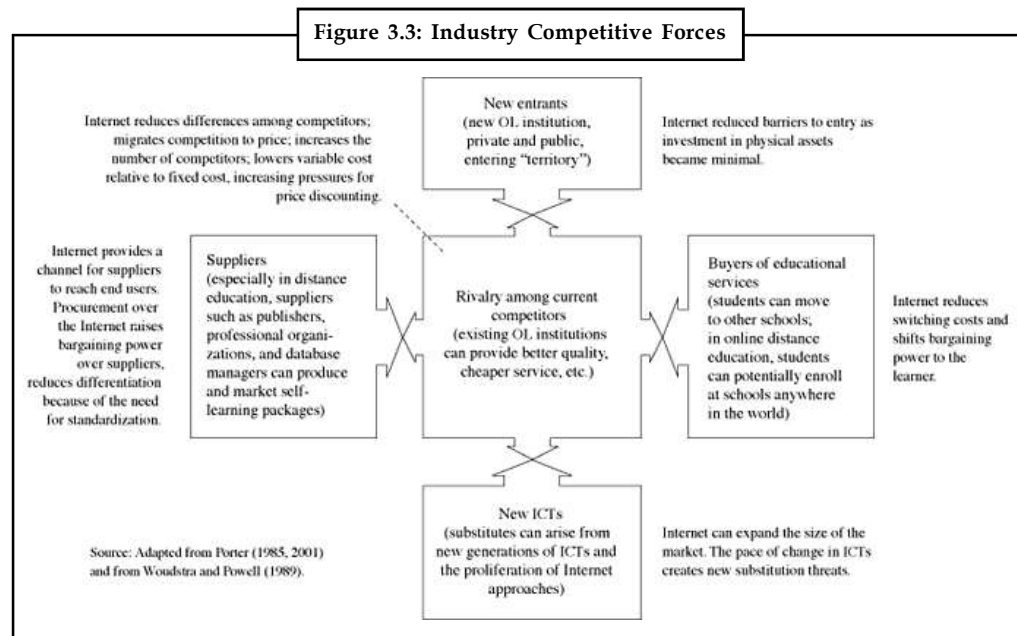 Figure 3.3: Industry Competitive Forces
New entrants
(new OL institution,
private and public,
entering “territory”)
Internet reduces differences among competitors;
migrates competition to price; increases the
number of competitors; lowers variable cost
relative to fixed cost, increasing pressures for
price discounting.
Internet reduced barriers to entry as
investment in physical assets
became minimal.
Internet provides a
channel for suppliers
to reach end users.
Procurement over
the Internet raises
bargaining power
over suppliers,
reduces differentiation
because of the need
for standardization.
Suppliers
(especially in distance
education, suppliers
such as publishers,
professional organi-
zations, and database
managers can produce
and market self-
learning packages)
Rivalry among current
competitors
(existing OL institutions
can provide better quality,
cheaper service, etc.)
Buyers of educational
services
(students can move
to other schools;
in online distance
education, students
can potentially enroll
at schools anywhere
in the world)
Internet reduces
switching costs and
shifts bargaining
power to the
learner.
New ICTs
(substitutes can arise from
new generations of ICTs and
the proliferation of Internet
approaches)
Source: Adapted from Porter (1985, 2001)
and from Woudstra and Powell (1989).
Internet can expand the size of the
market. The pace of change in ICTs
creates new substitution threats.